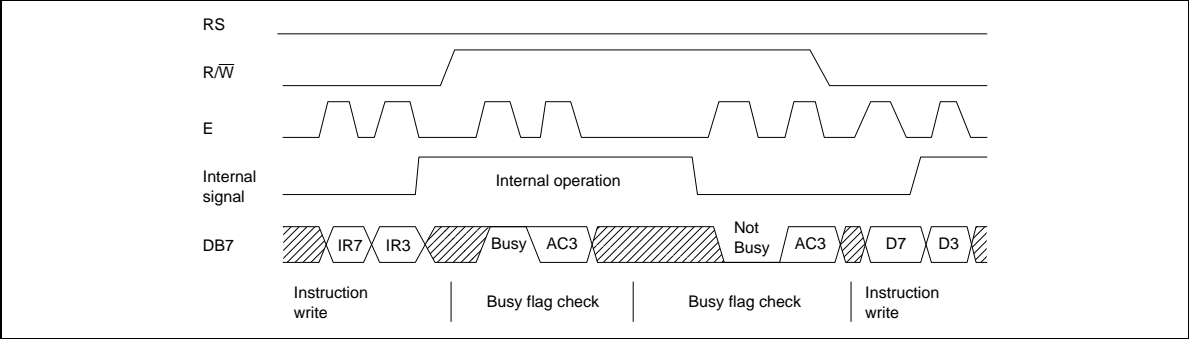 RS
R/W̅
E
Internal
signal
Internal operation
DB7
IR7
IR3
Busy
AC3
Not
Busy
AC3
D7
D3
Instruction
write
Busy flag check
Busy flag check
Instruction
write